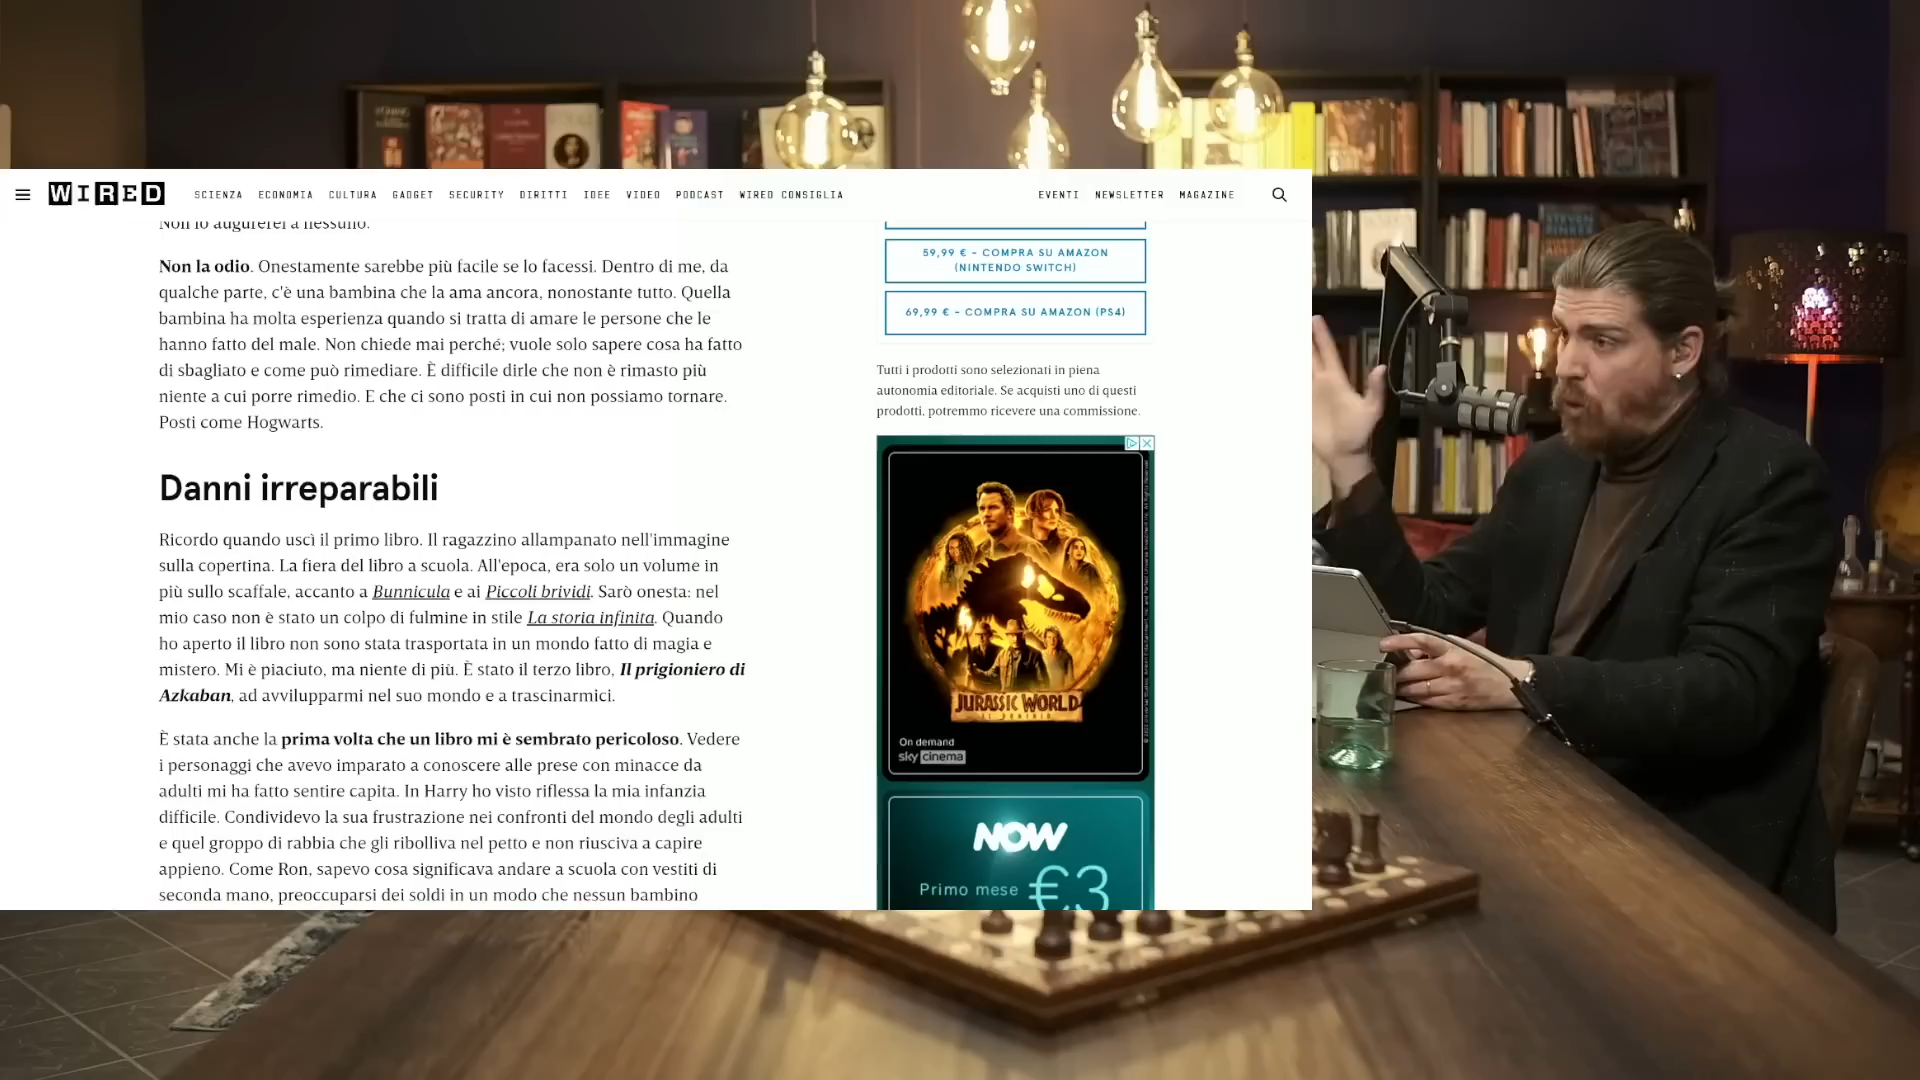 WIRED
SCIENZA ECONOMIA CULTURA GADGET SECURITY DIRITTI IDEE VIDEO PODCAST WIRED CONSIGLIA
EVENTI NEWSLETTER MAGAZINE
Non lo augurerei a nessuno.
Non la odio. Onestamente sarebbe più facile se lo facessi. Dentro di me, da
qualche parte, c'è una bambina che la ama ancora, nonostante tutto. Quella
bambina ha molta esperienza quando si tratta di amare le persone che le
hanno fatto del male. Non chiede mai perché; vuole solo sapere cosa ha fatto
di sbagliato e come può rimediare. È difficile dirle che non è rimasto più
niente a cui porre rimedio. E che ci sono posti in cui non possiamo tornare.
Posti come Hogwarts.
Danni irreparabili
Ricordo quando uscì il primo libro. Il ragazzino allampanato nell'immagine
sulla copertina. La fiera del libro a scuola. All'epoca, era solo un volume in
più sullo scaffale, accanto a Bunnicula e ai Piccoli brividi. Sarò onesta: nel
mio caso non è stato un colpo di fulmine in stile La storia infinita. Quando
ho aperto il libro non sono stata trasportata in un mondo fatto di magia e
mistero. Mi è piaciuto, ma niente di più. È stato il terzo libro, Il prigioniero di
Azkaban, ad avvilupparmi nel suo mondo e a trascinarmici.
È stata anche la prima volta che un libro mi è sembrato pericoloso. Vedere
i personaggi che avevo imparato a conoscere alle prese con minacce da
adulti mi ha fatto sentire capita. In Harry ho visto riflessa la mia infanzia
difficile. Condividevo la sua frustrazione nei confronti del mondo degli adulti
e quel groppo di rabbia che gli ribolliva nel petto e non riusciva a capire
appieno. Come Ron, sapevo cosa significava andare a scuola con vestiti di
seconda mano, preoccuparsi dei soldi in un modo che nessun bambino
59,99 € - COMPRA SU AMAZON
(NINTENDO SWITCH)
69,99 € - COMPRA SU AMAZON (PS4)
Tutti i prodotti sono selezionati in piena
autonomia editoriale. Se acquisti uno di questi
prodotti, potremmo ricevere una commissione.
JURASSIC WORLD
IL DOMINIO
On demand
sky cinema
NOW
Primo mese €3
STEVEN
PINKER